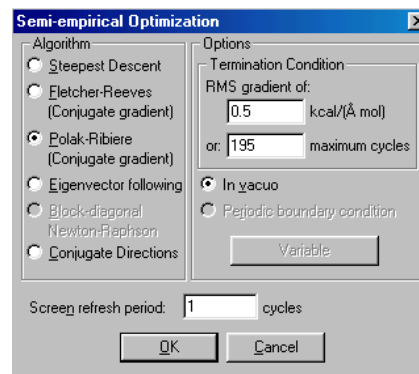 Semi-empirical Optimization
Algorithm
Steepest Descent
Fletcher-Reeves
(Conjugate gradient)
Polak-Ribiere
(Conjugate gradient)
Eigenvector following
Block-diagonal
Newton-Raphson
Conjugate Directions
Options
Termination Condition
RMS gradient of:
0.5 kcal/(Å mol)
or: 195 maximum cycles
In vacuo
Periodic boundary condition
Variable
Screen refresh period: 1 cycles
OK Cancel